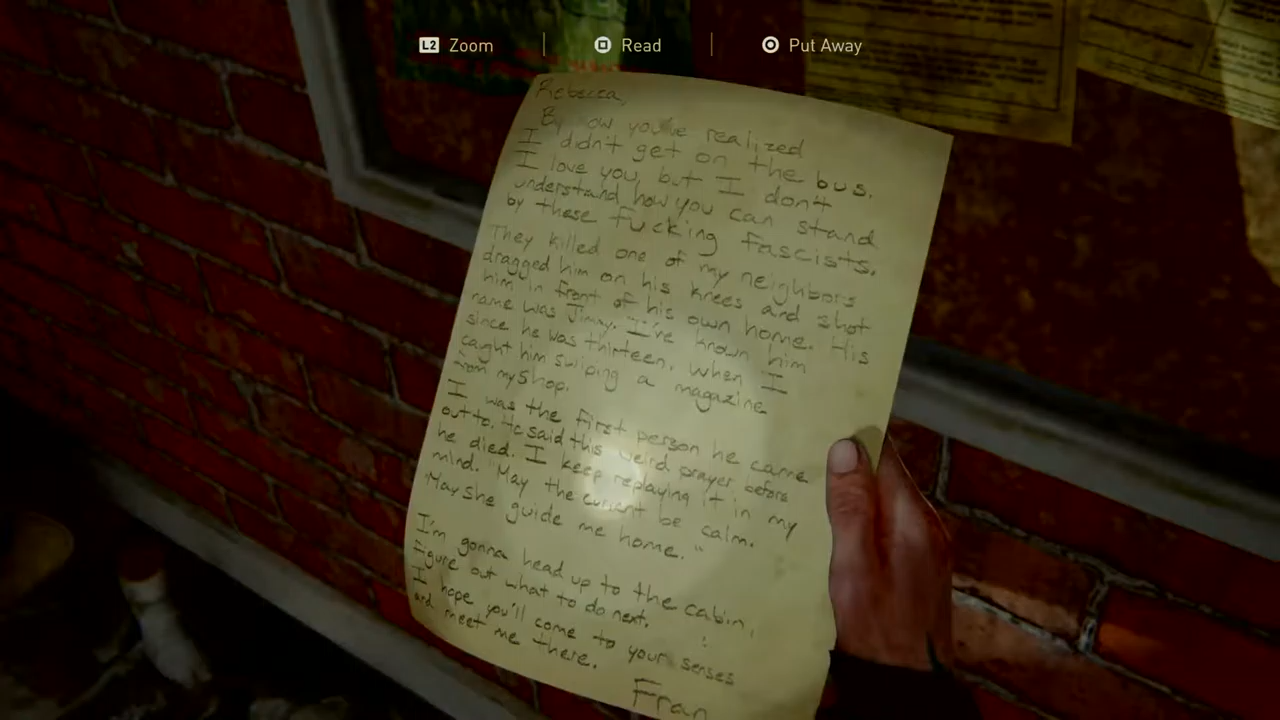 L2 Zoom | Read | Put Away
Rebecca,
By now you've realized
I didn't get on the bus.
I love you, but I don't
understand how you can stand
by these fucking fascists.
They killed one of my neighbors
dragged him on his knees and shot
him in front of his own home. His
name was Jimmy. I've known him
since he was thirteen, when I
caught him swiping a magazine
from my shop.
I was the first person he came
out to. He said this weird prayer before
he died. I keep replaying it in my
mind. "May the current be calm.
May she guide me home."
I'm gonna head up to the cabin,
figure out what to do next.
I hope you'll come to your senses
and meet me there.
Fran